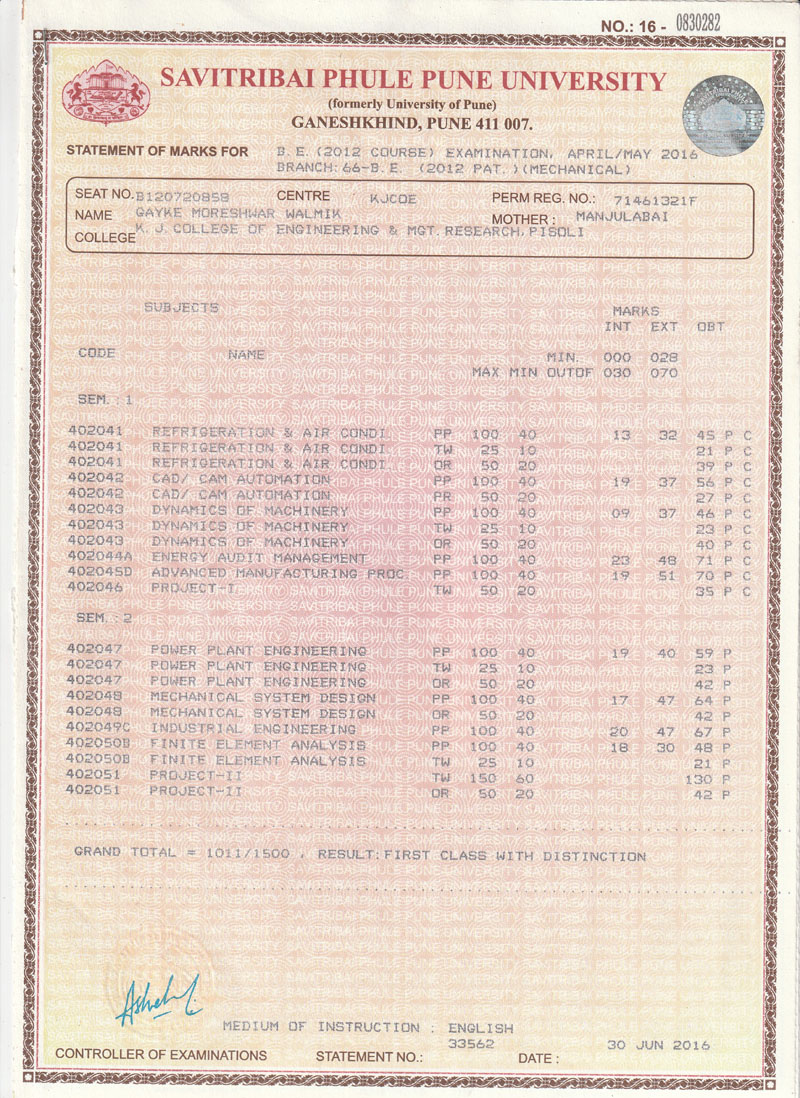 NO.: 16 - 0830282
SAVITRIBAI PHULE PUNE UNIVERSITY
(formerly University of Pune)
GANESHKHIND, PUNE 411 007.
STATEMENT OF MARKS FOR B.E.(2012 COURSE) EXAMINATION, APRIL/MAY 2016
BRANCH:66-B.E. (2012 PAT.)(MECHANICAL)
SEAT NO. B120720858 CENTRE KJCOE PERM REG. NO.: 71461321F
NAME GAYKE MORESHWAR WALMIK MOTHER : MANJULABAI
COLLEGE K. J. COLLEGE OF ENGINEERING & MGT. RESEARCH, PISOLI
SUBJECTS MARKS
INT EXT OBT
CODE NAME MIN. 000 028
MAX MIN OUTOF 030 070
SEM. : 1
402041 REFRIGERATION & AIR CONDI. PP 100 40 13 32 45 P C
402041 REFRIGERATION & AIR CONDI. TW 25 10 21 P C
402041 REFRIGERATION & AIR CONDI. OR 50 20 39 P C
402042 CAD/ CAM AUTOMATION PP 100 40 19 37 56 P C
402042 CAD/ CAM AUTOMATION PR 50 20 27 P C
402043 DYNAMICS OF MACHINERY PP 100 40 09 37 46 P C
402043 DYNAMICS OF MACHINERY TW 25 10 23 P C
402043 DYNAMICS OF MACHINERY OR 50 20 40 P C
402044A ENERGY AUDIT MANAGEMENT PP 100 40 23 48 71 P C
402045D ADVANCED MANUFACTURING PROC. PP 100 40 19 51 70 P C
402046 PROJECT-I TW 50 20 35 P C
SEM. : 2
402047 POWER PLANT ENGINEERING PP 100 40 19 40 59 P
402047 POWER PLANT ENGINEERING TW 25 10 23 P
402047 POWER PLANT ENGINEERING OR 50 20 42 P
402048 MECHANICAL SYSTEM DESIGN PP 100 40 17 47 64 P
402048 MECHANICAL SYSTEM DESIGN OR 50 20 42 P
402049C INDUSTRIAL ENGINEERING PP 100 40 20 47 67 P
402050B FINITE ELEMENT ANALYSIS PP 100 40 18 30 48 P
402050B FINITE ELEMENT ANALYSIS TW 25 10 21 P
402051 PROJECT-II TW 150 60 130 P
402051 PROJECT-II OR 50 20 42 P
GRAND TOTAL = 1011/1500 , RESULT:FIRST CLASS WITH DISTINCTION
MEDIUM OF INSTRUCTION : ENGLISH
CONTROLLER OF EXAMINATIONS STATEMENT NO.: 33562 DATE : 30 JUN 2016